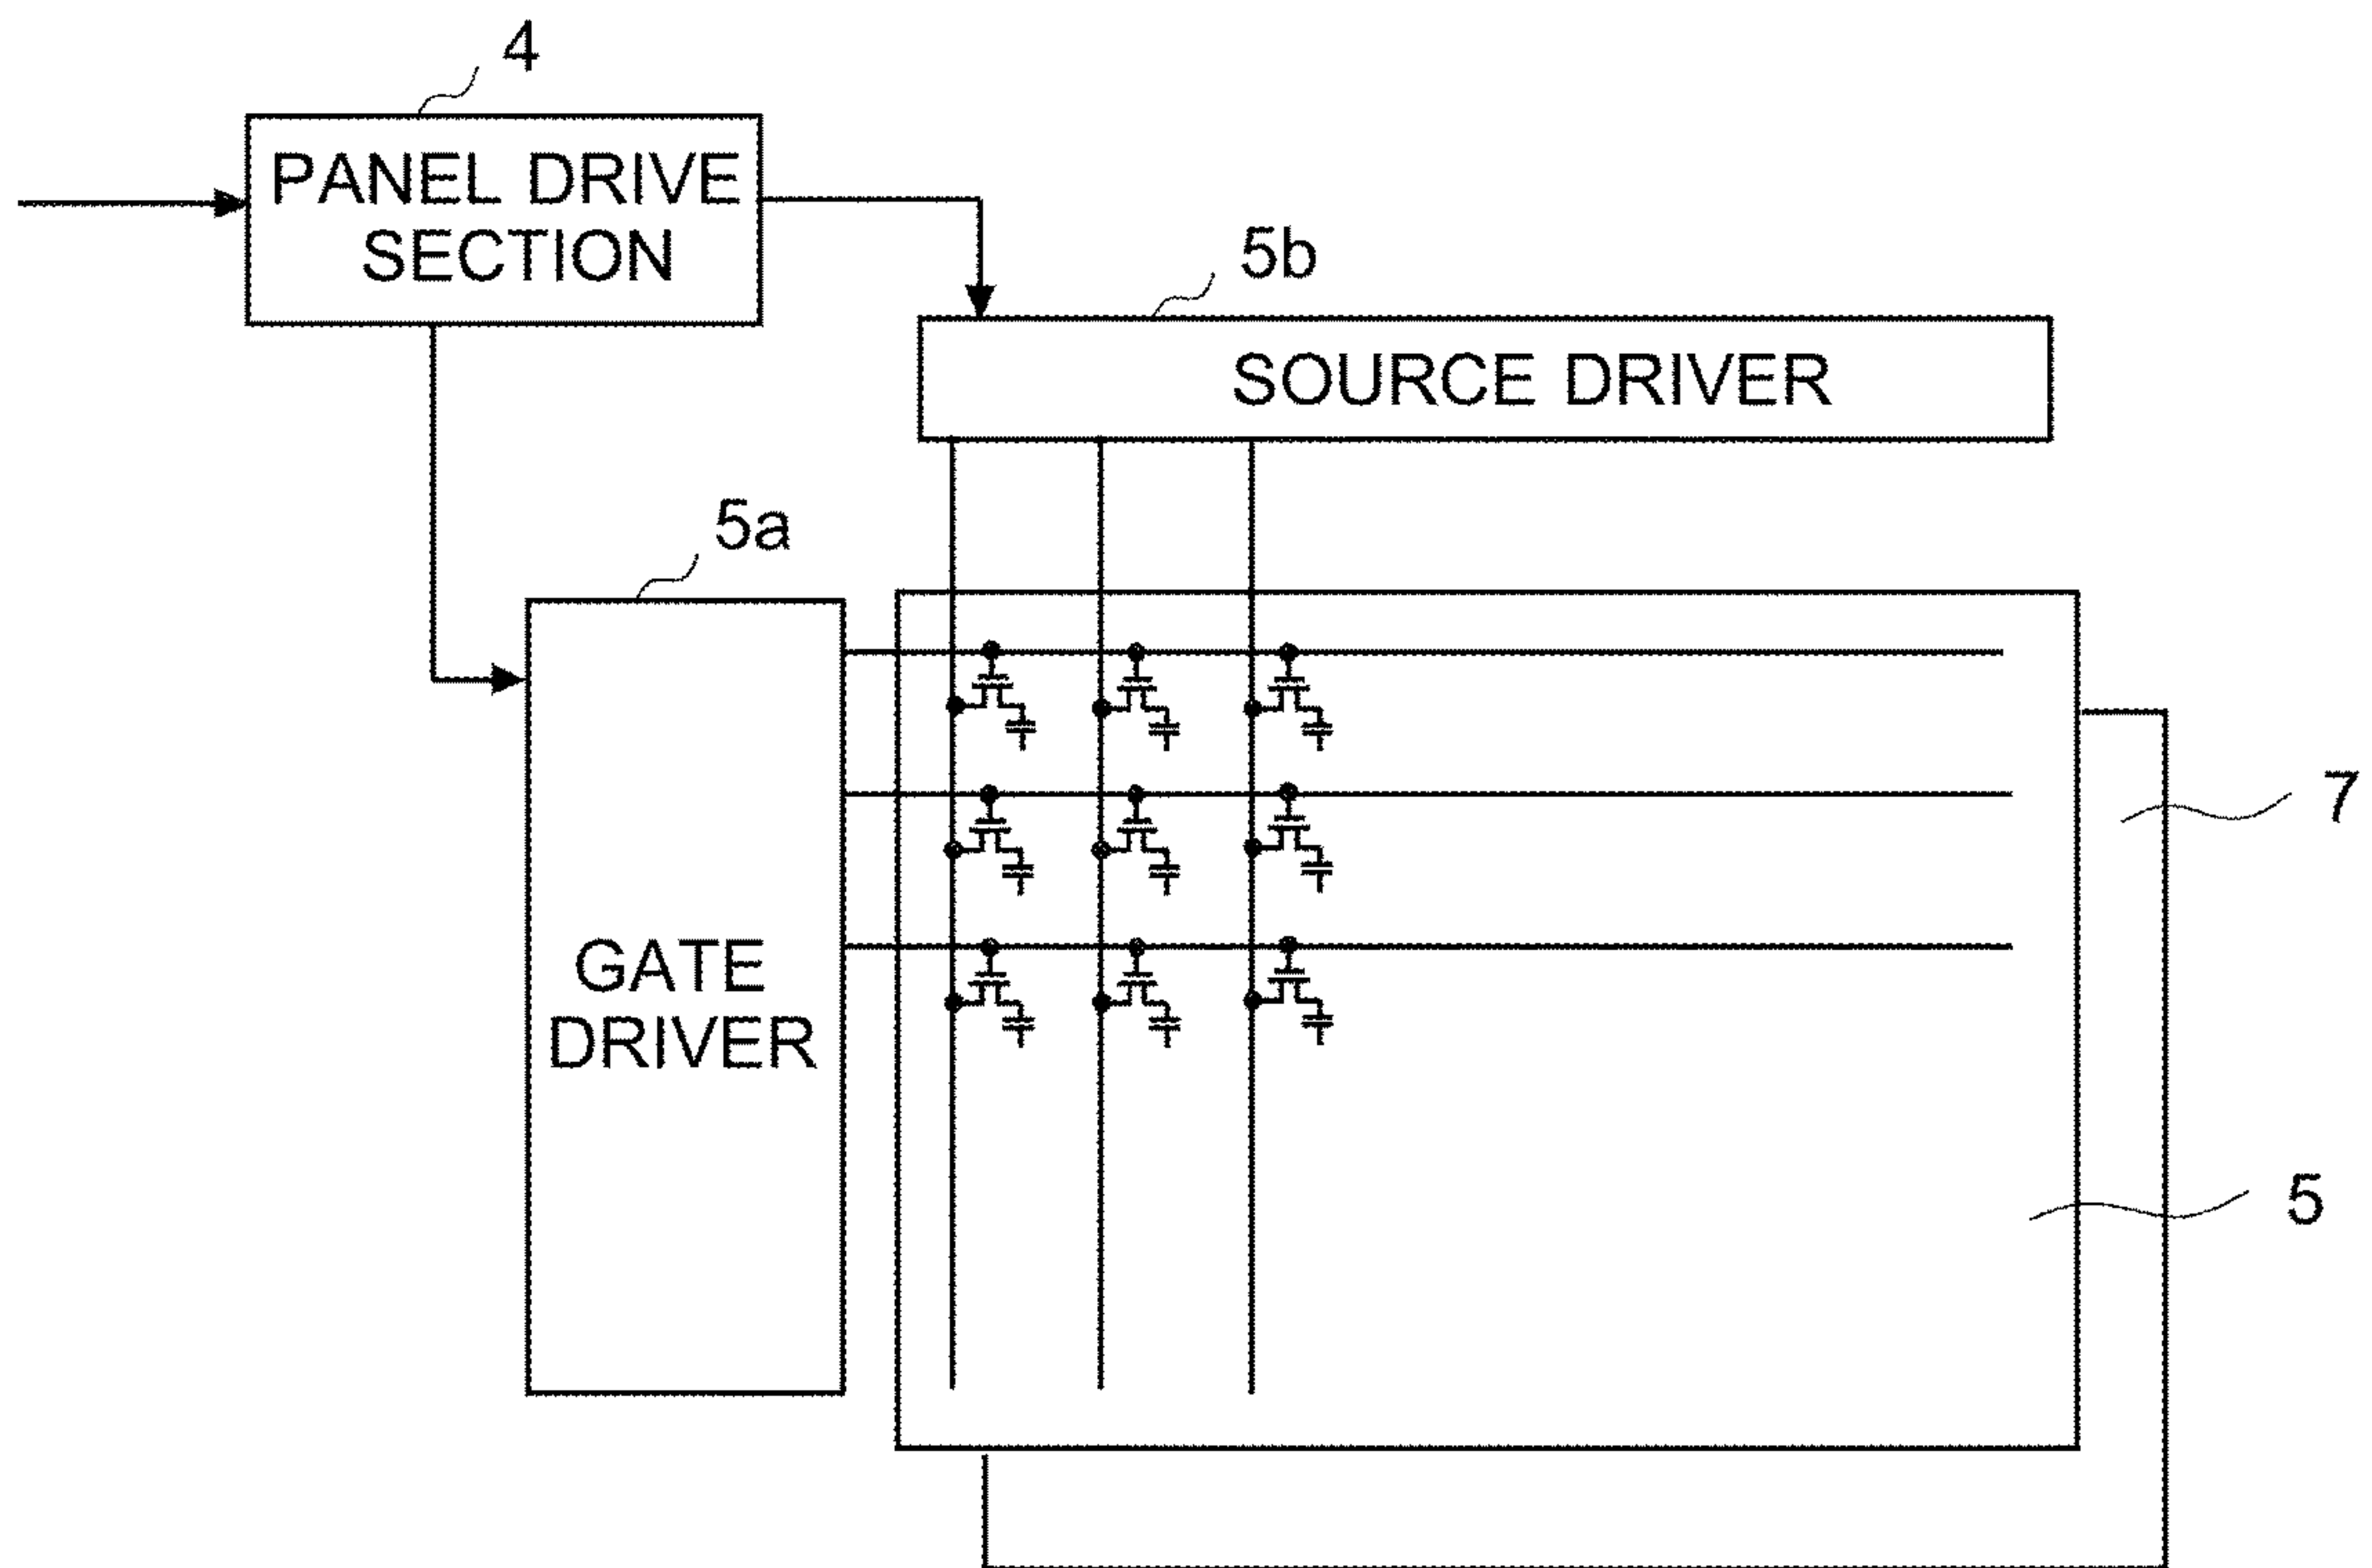 4
PANEL DRIVE
SECTION
5b
SOURCE DRIVER
5a
GATE
DRIVER
7
5